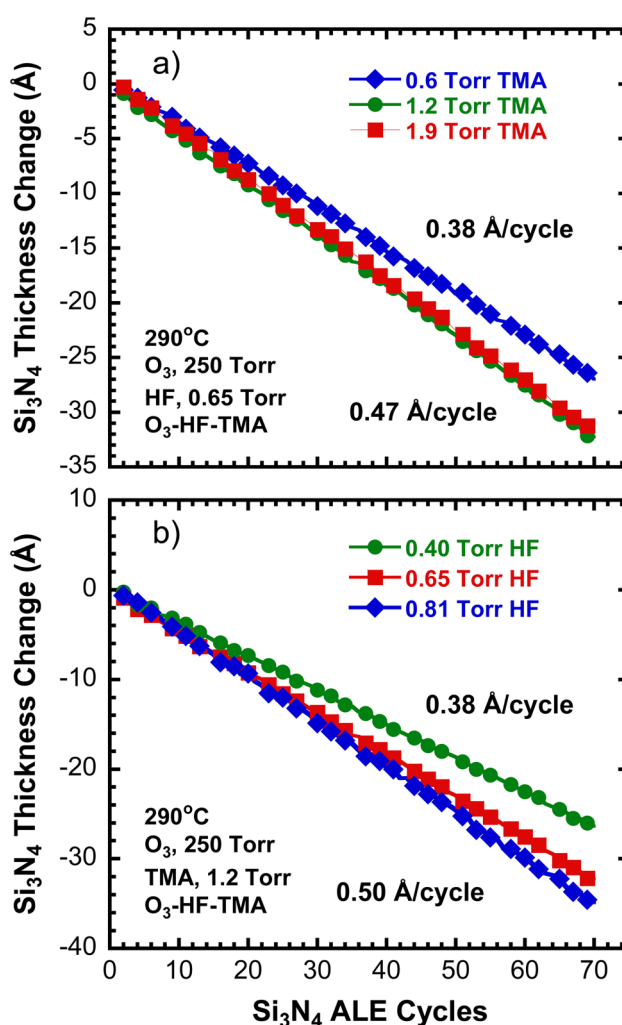 5
0
-5
-10
-15
-20
-25
-30
-35
Si₃N₄ Thickness Change (Å)
a)
0.6 Torr TMA
1.2 Torr TMA
1.9 Torr TMA
0.38 Å/cycle
290°C
O₃, 250 Torr
HF, 0.65 Torr
O₃-HF-TMA
0.47 Å/cycle
10
0
-10
-20
-30
-40
Si₃N₄ Thickness Change (Å)
b)
0.40 Torr HF
0.65 Torr HF
0.81 Torr HF
0.38 Å/cycle
290°C
O₃, 250 Torr
TMA, 1.2 Torr
O₃-HF-TMA
0.50 Å/cycle
0 10 20 30 40 50 60 70
Si₃N₄ ALE Cycles